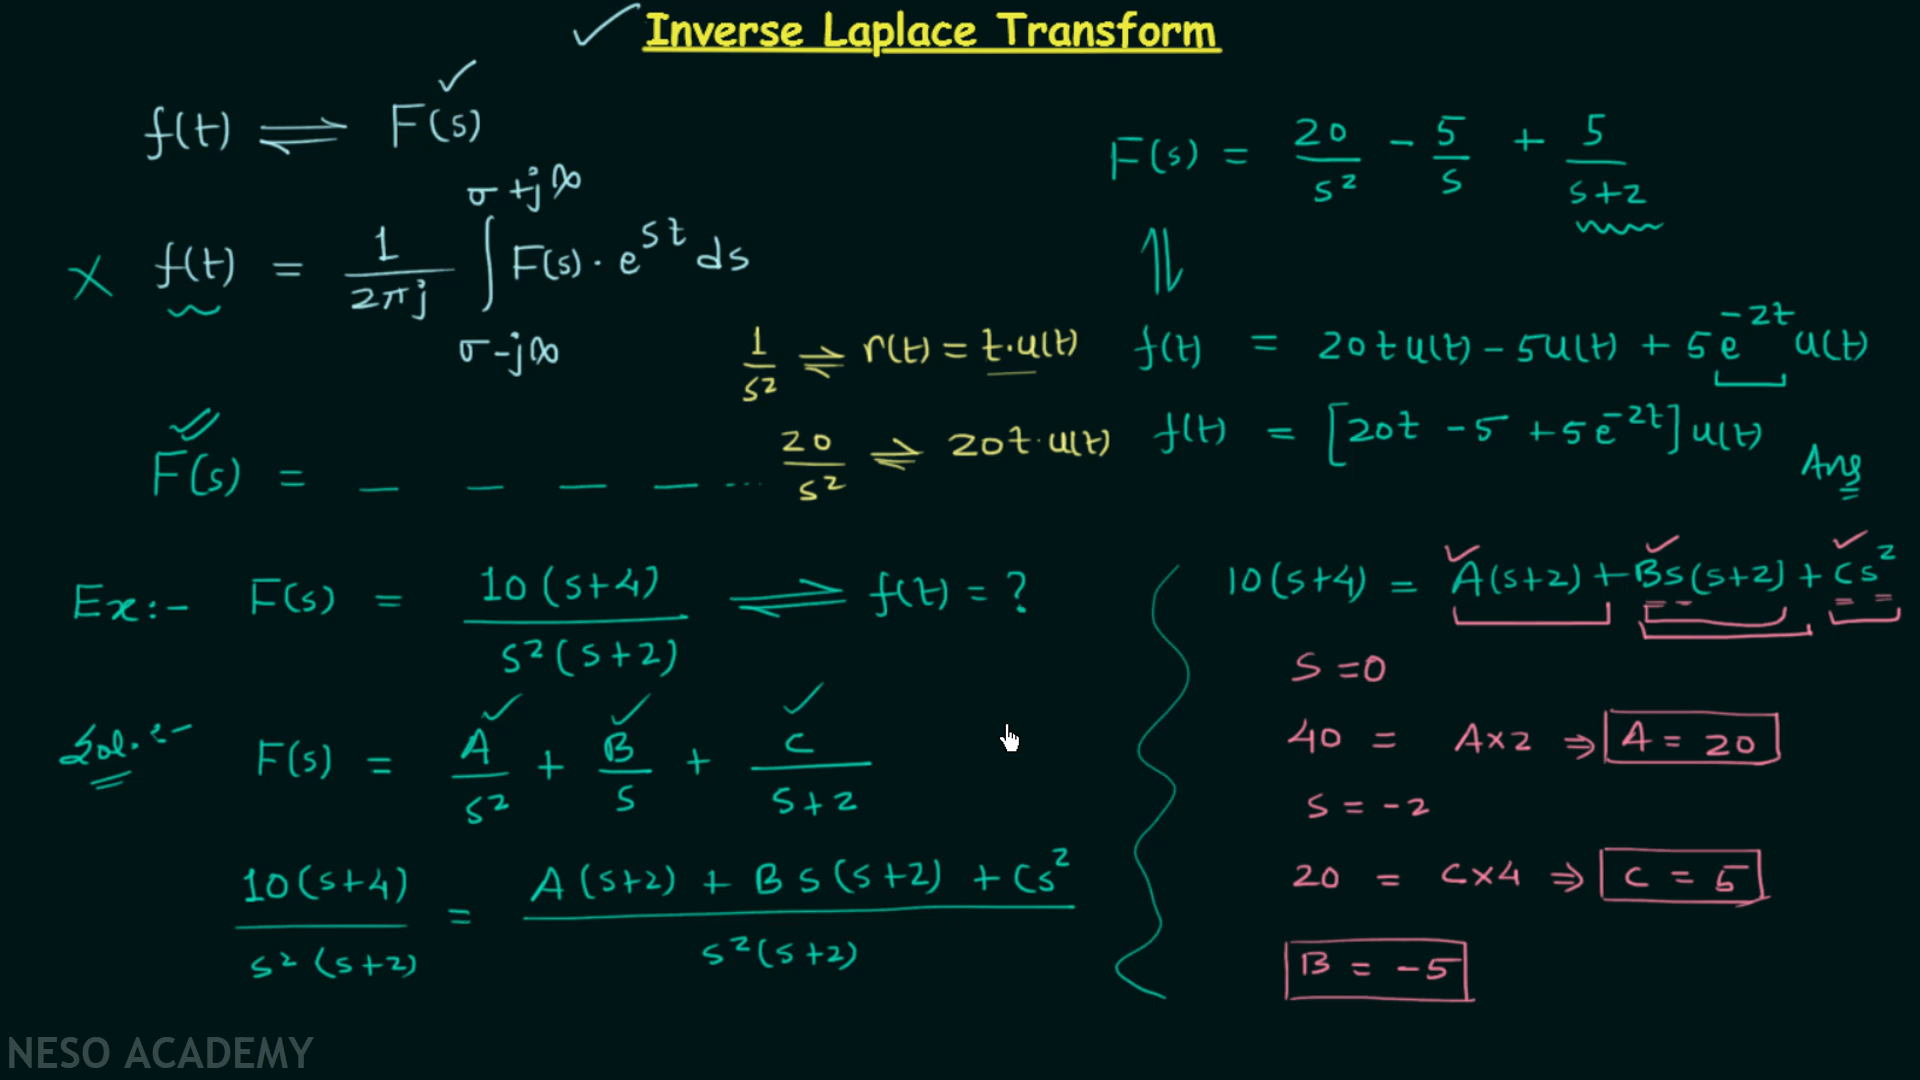 Inverse Laplace Transform
f(t) ⇌ F(s)
X f(t) = 1/2πj ∫ F(s)·e^st ds
σ+j∞
σ-j∞
F(s) = _ _ _ _ ...
1/s² ⇌ r(t) = t·u(t)
20/s² ⇌ 20t·u(t)
F(s) = 20/s² - 5/s + 5/s+2
⇅
f(t) = 20tu(t) - 5u(t) + 5e^-2t u(t)
f(t) = [20t - 5 + 5e^-2t]u(t)
Ans
Ex:- F(s) = 10(s+4)/s²(s+2) ⇌ f(t) = ?
Sol.:- F(s) = A/s² + B/s + C/s+2
10(s+4)/s²(s+2) = A(s+2) + Bs(s+2) + Cs²/s²(s+2)
10(s+4) = A(s+2) + Bs(s+2) + Cs²
s = 0
40 = A×2 ⇒ A = 20
s = -2
20 = C×4 ⇒ C = 5
B = -5
NESO ACADEMY